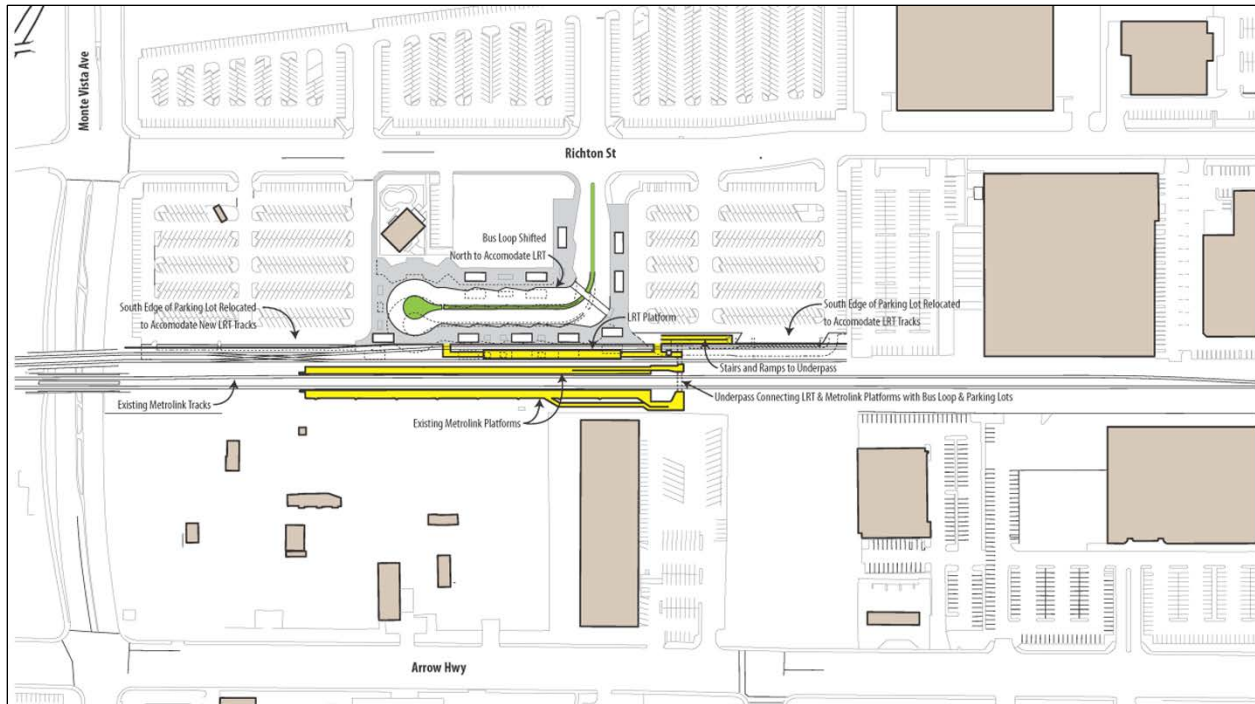 Monte Vista Ave
Richton St
Bus Loop Shifted
North to Accomodate LRT
South Edge of Parking Lot Relocated
to Accomodate New LRT Tracks
LRT Platform
South Edge of Parking Lot Relocated
to Accomodate LRT Tracks
Stairs and Ramps to Underpass
Underpass Connecting LRT & Metrolink Platforms with Bus Loop & Parking Lots
Existing Metrolink Tracks
Existing Metrolink Platforms
Arrow Hwy